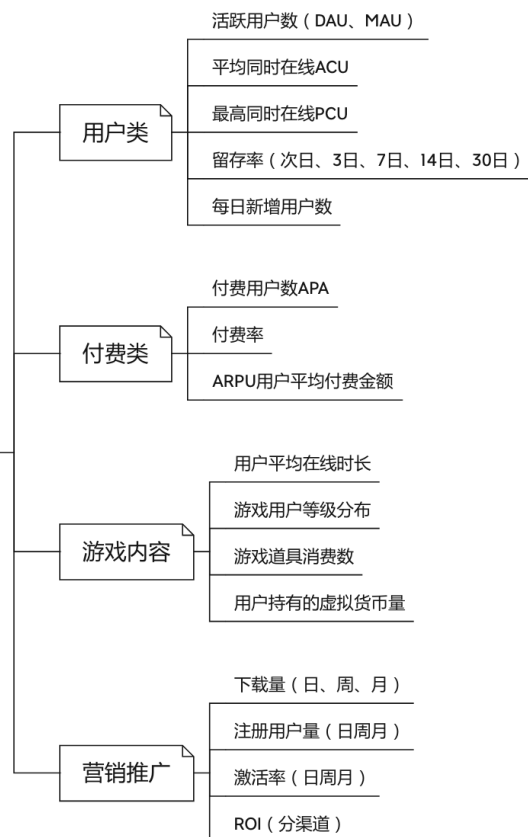 用户类
活跃用户数（DAU、MAU）
平均同时在线ACU
最高同时在线PCU
留存率（次日、3日、7日、14日、30日）
每日新增用户数
付费类
付费用户数APA
付费率
ARPU用户平均付费金额
游戏内容
用户平均在线时长
游戏用户等级分布
游戏道具消费数
用户持有的虚拟货币量
营销推广
下载量（日、周、月）
注册用户量（日周月）
激活率（日周月）
ROI（分渠道）